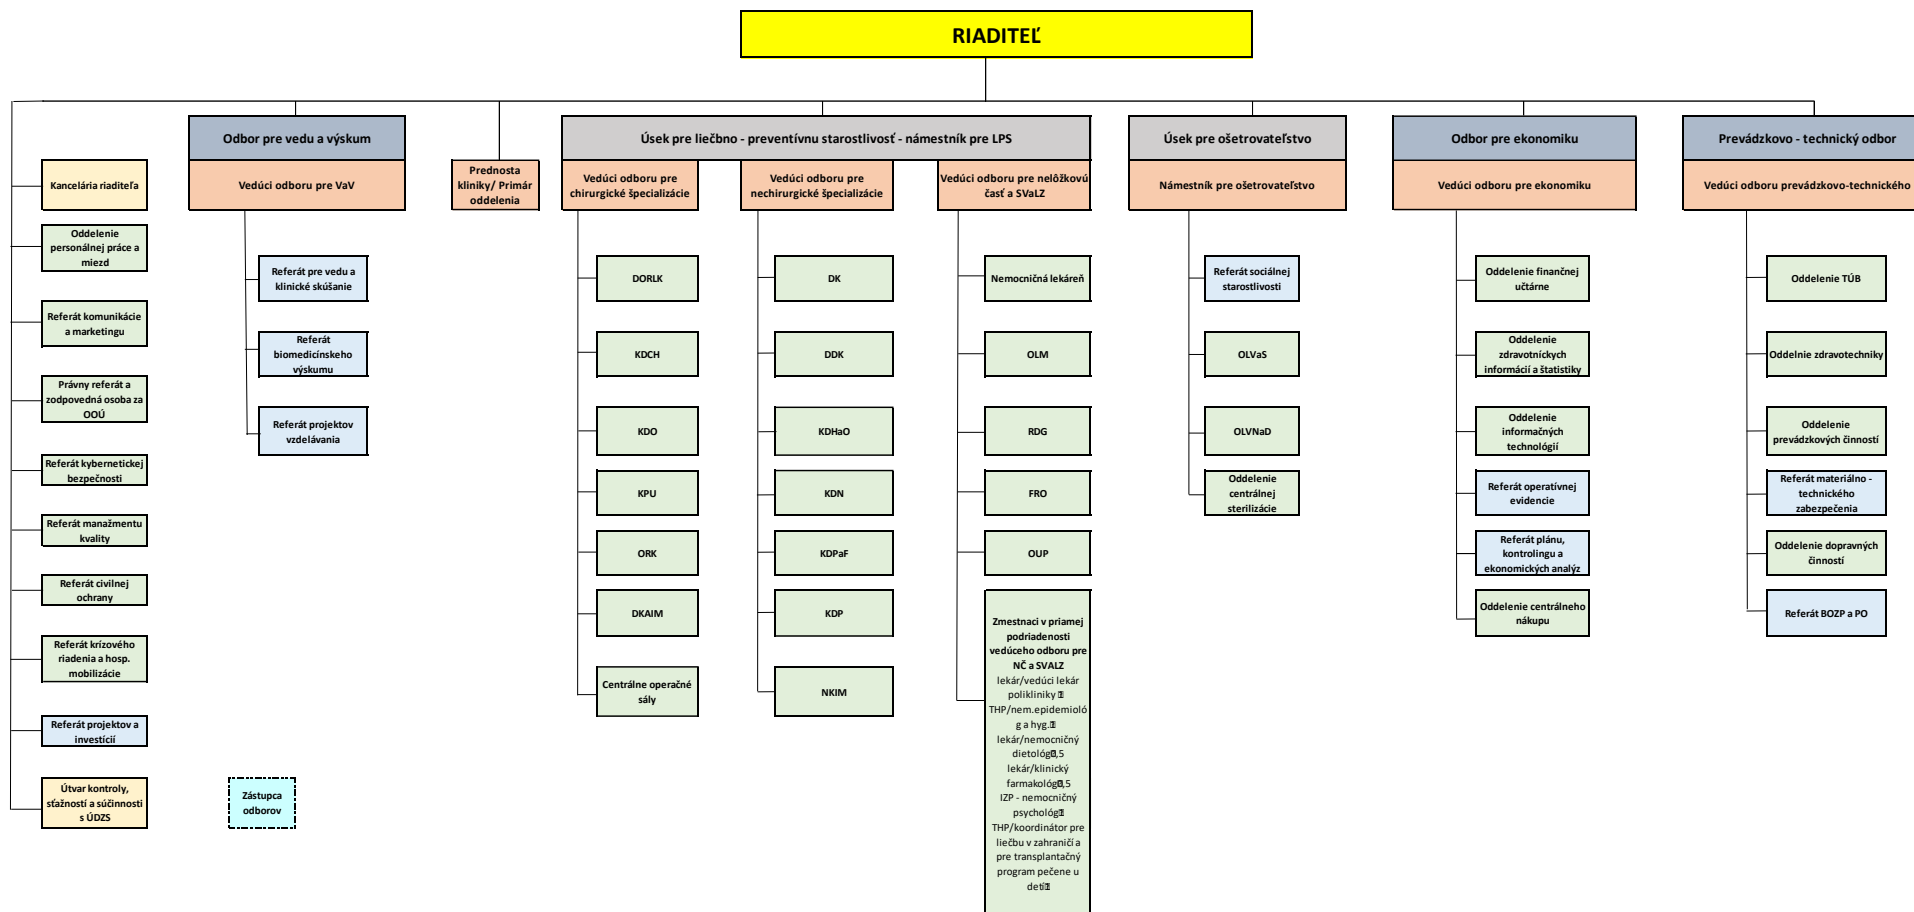 RIADITEĽ
Kancelária riaditeľa
Oddelenie
personálnej práce a
miezd
Referát komunikácie
a marketingu
Právny referát a
zodpovedná osoba za
OOÚ
Referát kybernetickej
bezpečnosti
Referát manažmentu
kvality
Referát civilnej
ochrany
Referát krízového
riadenia a hosp.
mobilizácie
Referát projektov a
investícií
Útvar kontroly,
sťažností a súčinnosti
s ÚDZS
Odbor pre vedu a výskum
Vedúci odboru pre VaV
Referát pre vedu a
klinické skúšanie
Referát
biomedicínskeho
výskumu
Referát projektov
vzdelávania
Zástupca
odborov
Prednosta
kliniky/ Primár
oddelenia
Úsek pre liečbno - preventívnu starostlivosť - námestník pre LPS
Vedúci odboru pre
chirurgické špecializácie
DORLK
KDCH
KDO
KPU
ORK
DKAIM
Centrálne operačné
sály
Vedúci odboru pre
nechirurgické špecializácie
DK
DDK
KDHaO
KDN
KDPaF
KDP
NKIM
Vedúci odboru pre nelôžkovú
časť a SVaLZ
Nemocničná lekáreň
OLM
RDG
FRO
OUP
Zmestnaci v priamej
podriadenosti
vedúceho odboru pre
NČ a SVALZ
lekár/vedúci lekár
polikliniky
THP/nem.epidemioló
g a hyg.
lekár/nemocničný
dietológ,5
lekár/klinický
farmakológ,5
IZP - nemocničný
psychológ
THP/koordinátor pre
liečbu v zahraničí a
pre transplantačný
program pečene u
detí
Úsek pre ošetrovateľstvo
Námestník pre ošetrovateľstvo
Referát sociálnej
starostlivosti
OLVaS
OLVNaD
Oddelenie
centrálnej
sterilizácie
Odbor pre ekonomiku
Vedúci odboru pre ekonomiku
Oddelenie finančnej
učtárne
Oddelenie
zdravotníckych
informácií a štatistiky
Oddelenie
informačných
technológií
Referát operatívnej
evidencie
Referát plánu,
kontrolingu a
ekonomických analýz
Oddelenie centrálneho
nákupu
Prevádzkovo - technický odbor
Vedúci odboru prevádzkovo-technického
Oddelenie TÚB
Oddelnie zdravotechniky
Oddelenie
prevádzkových činností
Referát materiálno -
technického
zabezpečenia
Oddelenie dopravných
činností
Referát BOZP a PO